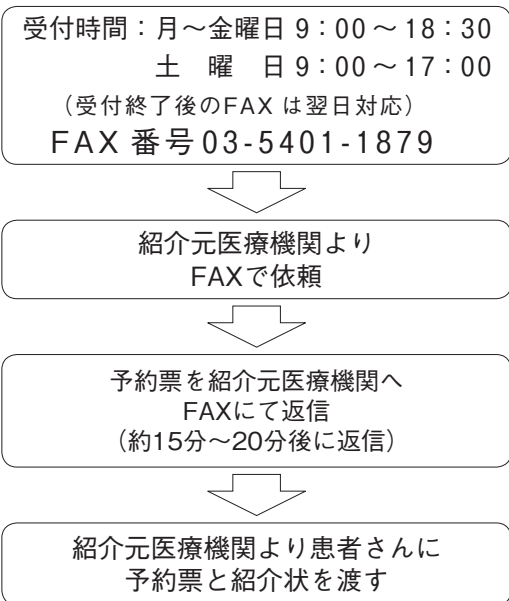 受付時間：月～金曜日 9：00～18：30
土　曜　日 9：00～17：00
（受付終了後のFAX は翌日対応）
FAX 番号 03-5401-1879
紹介元医療機関より
FAXで依頼
予約票を紹介元医療機関へ
FAXにて返信
（約15分～20分後に返信）
紹介元医療機関より患者さんに
予約票と紹介状を渡す